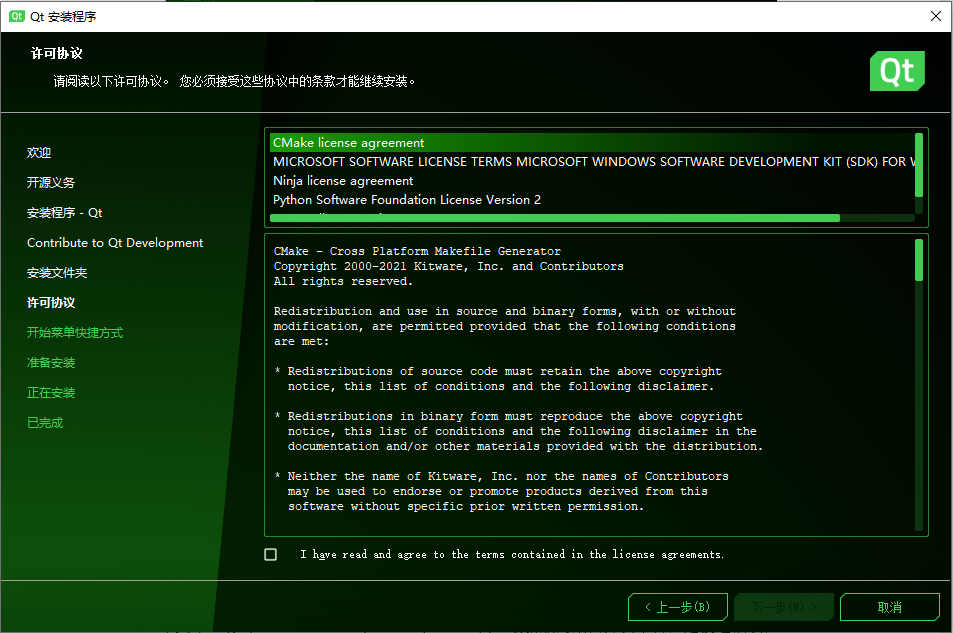 Qt Qt 安装程序
许可协议
请阅读以下许可协议。 您必须接受这些协议中的条款才能继续安装。
Qt
欢迎
开源义务
安装程序 - Qt
Contribute to Qt Development
安装文件夹
许可协议
开始菜单快捷方式
准备安装
正在安装
已完成
CMake license agreement
MICROSOFT SOFTWARE LICENSE TERMS MICROSOFT WINDOWS SOFTWARE DEVELOPMENT KIT (SDK) FOR W
Ninja license agreement
Python Software Foundation License Version 2
CMake - Cross Platform Makefile Generator
Copyright 2000-2021 Kitware, Inc. and Contributors
All rights reserved.
Redistribution and use in source and binary forms, with or without
modification, are permitted provided that the following conditions
are met:
* Redistributions of source code must retain the above copyright
notice, this list of conditions and the following disclaimer.
* Redistributions in binary form must reproduce the above copyright
notice, this list of conditions and the following disclaimer in the
documentation and/or other materials provided with the distribution.
* Neither the name of Kitware, Inc. nor the names of Contributors
may be used to endorse or promote products derived from this
software without specific prior written permission.
I have read and agree to the terms contained in the license agreements.
< 上一步(B)
下一步(N) >
取消